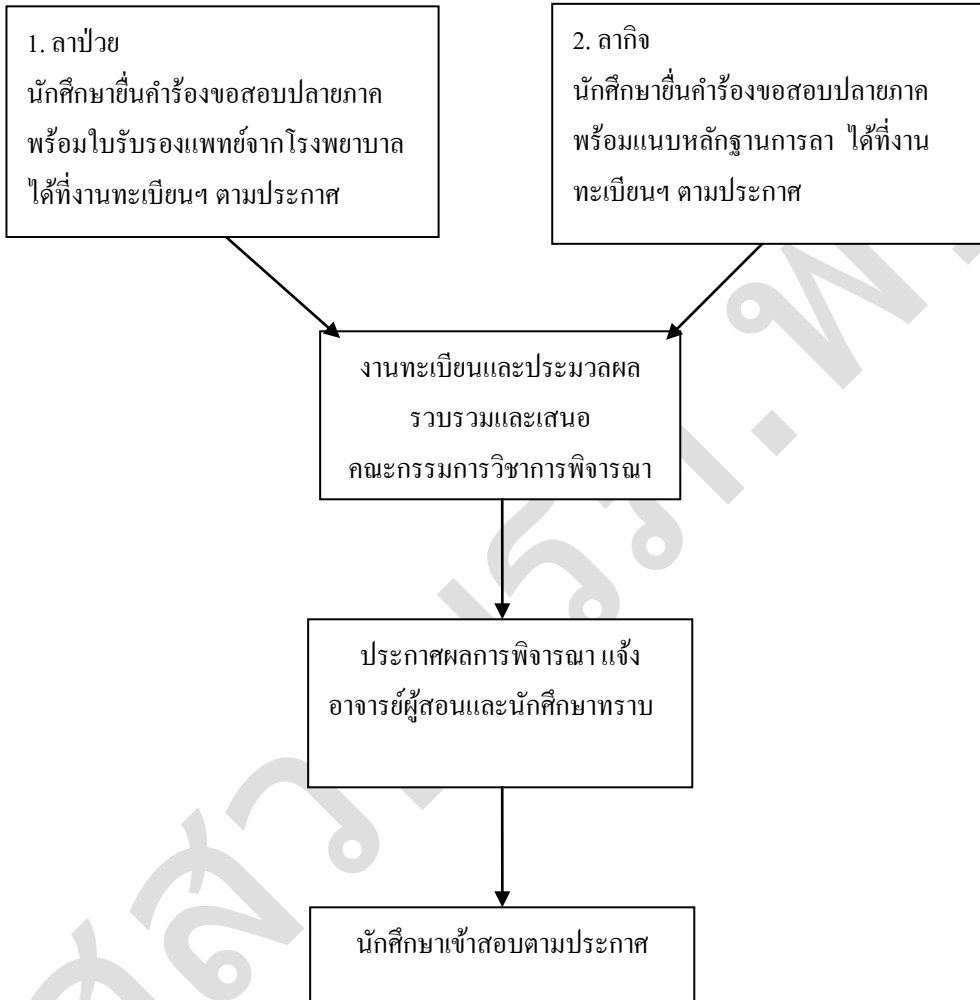 1. ลาป่วย
นักศึกษายื่นคำร้องขอสอบปลายภาค
พร้อมใบรับรองแพทย์จากโรงพยาบาล
ได้ที่งานทะเบียนฯ ตามประกาศ
2. ลากิจ
นักศึกษายื่นคำร้องขอสอบปลายภาค
พร้อมแนบหลักฐานการลา ได้ที่งาน
ทะเบียนฯ ตามประกาศ
งานทะเบียนและประมวลผล
รวบรวมและเสนอ
คณะกรรมการวิชาการพิจารณา
ประกาศผลการพิจารณา แจ้ง
อาจารย์ผู้สอนและนักศึกษาทราบ
นักศึกษาเข้าสอบตามประกาศ